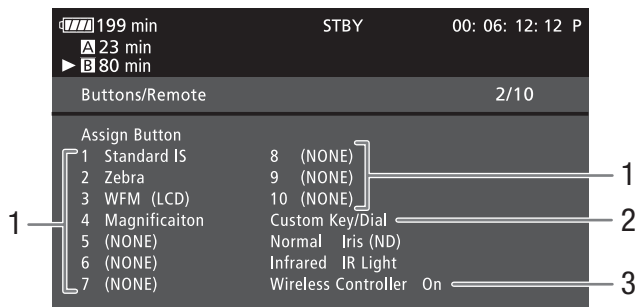 199 min STBY 00: 06: 12: 12 P
A 23 min
B 80 min
Buttons/Remote 2/10
Assign Button
1 Standard IS 8 (NONE)
2 Zebra 9 (NONE)
3 WFM (LCD) 10 (NONE)
4 Magnificaiton Custom Key/Dial
5 (NONE) Normal Iris (ND)
6 (NONE) Infrared IR Light
7 (NONE) Wireless Controller On
1
1
2
3